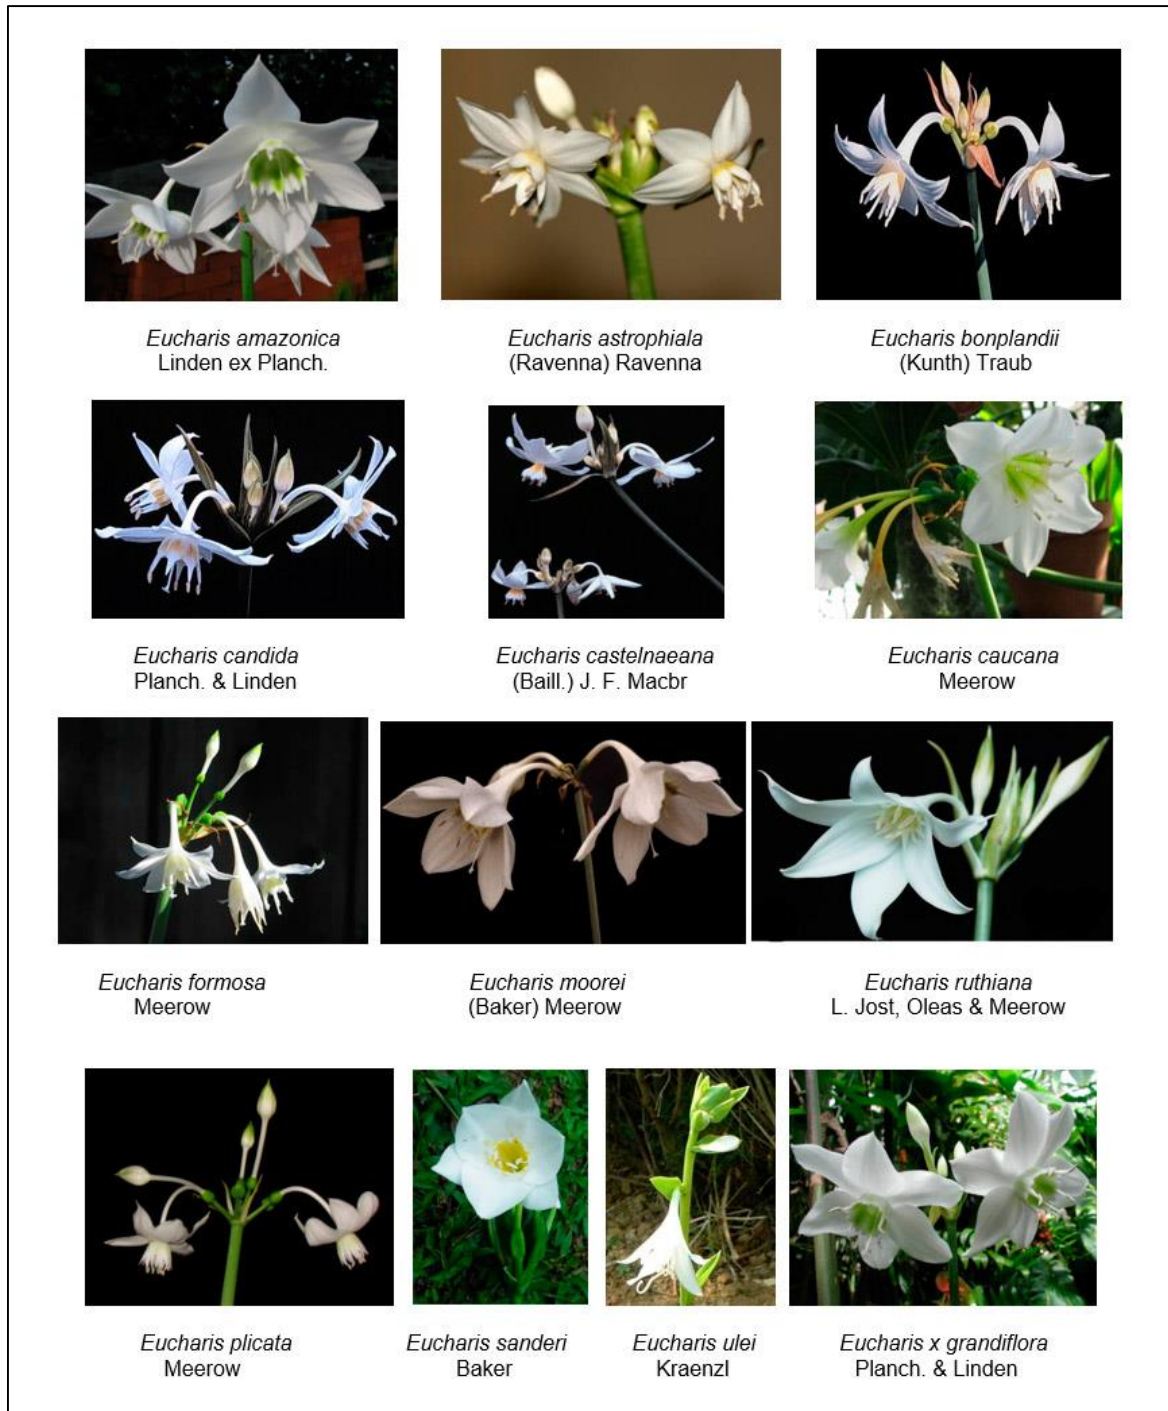 Eucharis amazonica
Linden ex Planch.
Eucharis astrophiala
(Ravenna) Ravenna
Eucharis bonplandii
(Kunth) Traub
Eucharis candida
Planch. & Linden
Eucharis castelnaeana
(Baill.) J. F. Macbr
Eucharis caucana
Meerow
Eucharis formosa
Meerow
Eucharis moorei
(Baker) Meerow
Eucharis ruthiana
L. Jost, Oleas & Meerow
Eucharis plicata
Meerow
Eucharis sanderi
Baker
Eucharis ulei
Kraenzl
Eucharis x grandiflora
Planch. & Linden